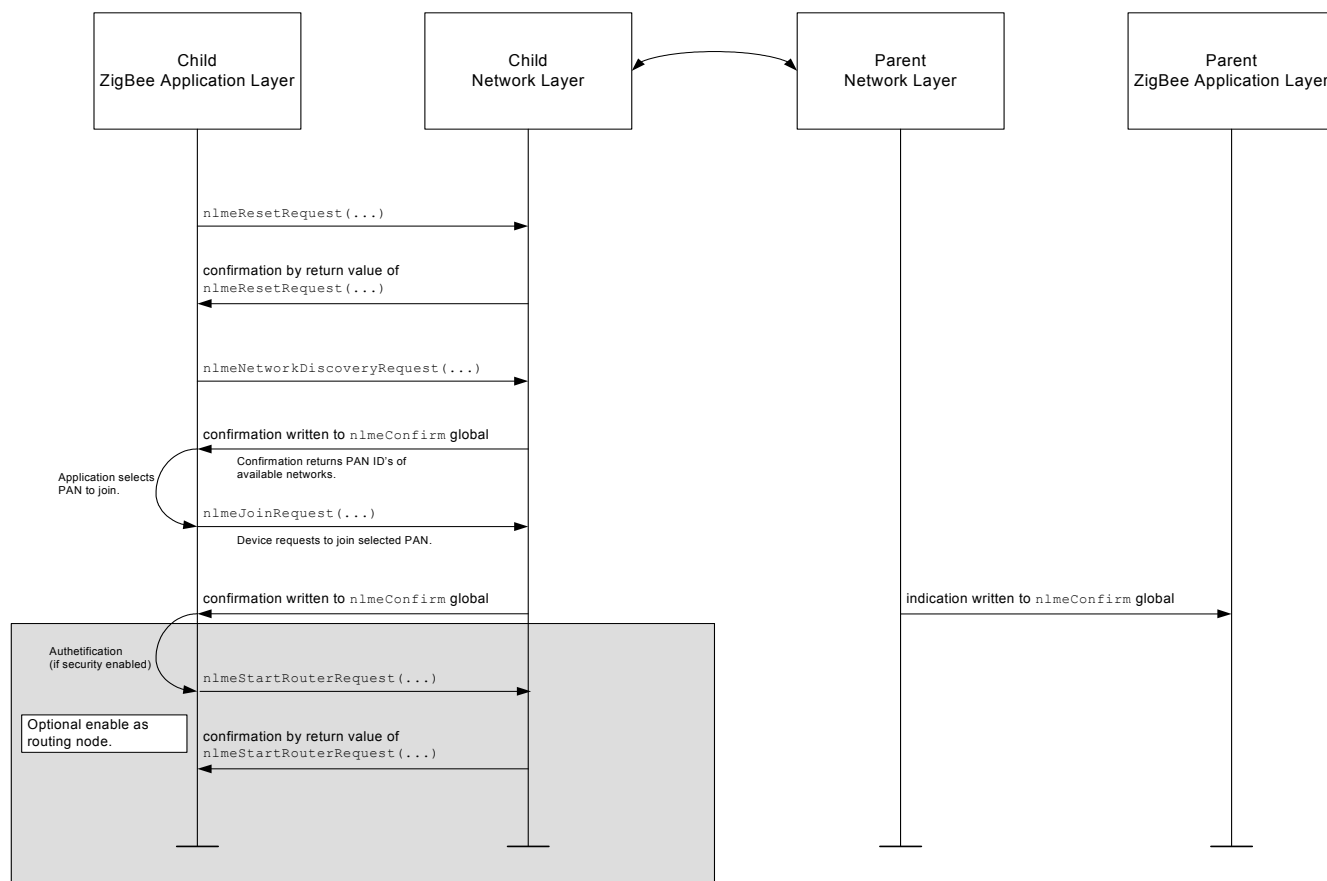 Child
ZigBee Application Layer
Child
Network Layer
Parent
Network Layer
Parent
ZigBee Application Layer
nlmeResetRequest(...)
confirmation by return value of
nlmeResetRequest(...)
nlmeNetworkDiscoveryRequest(...)
confirmation written to nlmeConfirm global
Confirmation returns PAN ID's of
available networks.
Application selects
PAN to join.
nlmeJoinRequest(...)
Device requests to join selected PAN.
confirmation written to nlmeConfirm global
indication written to nlmeConfirm global
Authetification
(if security enabled)
nlmeStartRouterRequest(...)
Optional enable as
routing node.
confirmation by return value of
nlmeStartRouterRequest(...)